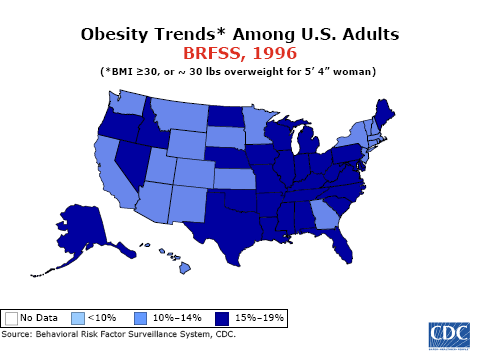 Obesity Trends* Among U.S. Adults
BRFSS, 1996
(*BMI ≥30, or ~ 30 lbs overweight for 5’ 4” woman)
No Data <10% 10%–14% 15%–19%
Source: Behavioral Risk Factor Surveillance System, CDC.
CDC